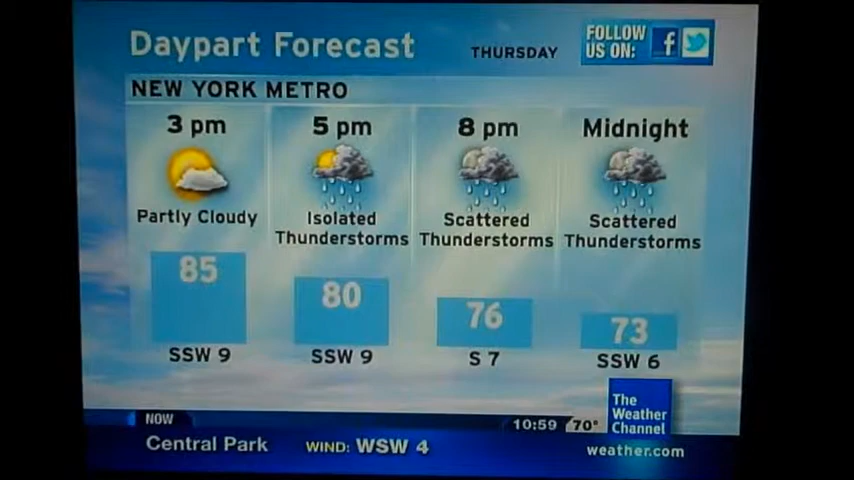 Daypart Forecast
THURSDAY
FOLLOW
US ON:
NEW YORK METRO
3 pm
5 pm
8 pm
Midnight
Partly Cloudy
Isolated
Thunderstorms
Scattered
Thunderstorms
Scattered
Thunderstorms
85
80
76
73
SSW 9
SSW 9
S 7
SSW 6
The
Weather
Channel
NOW
10:59
70°
Central Park
WIND: WSW 4
weather.com